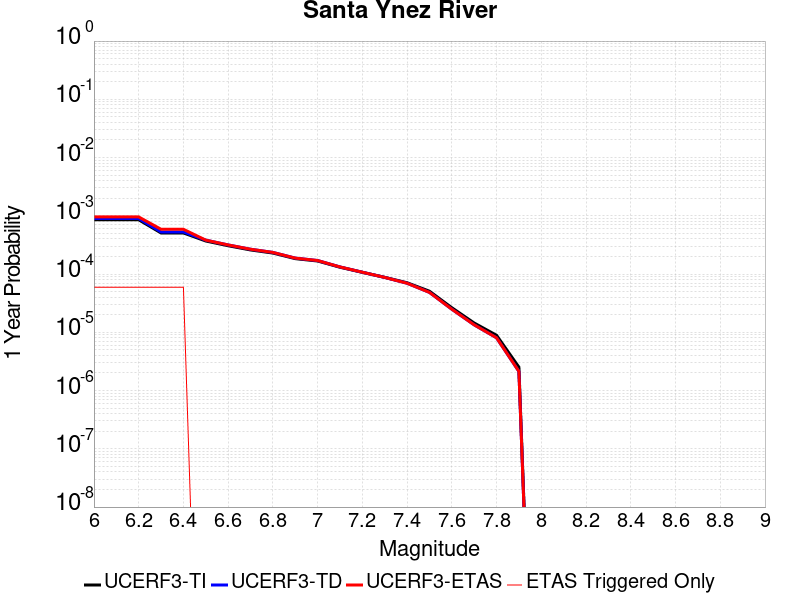 Santa Ynez River
1 Year Probability
10 0
10 -1
10 -2
10 -3
10 -4
10 -5
10 -6
10 -7
10 -8
6 6.2 6.4 6.6 6.8 7 7.2 7.4 7.6 7.8 8 8.2 8.4 8.6 8.8 9
Magnitude
UCERF3-TI UCERF3-TD UCERF3-ETAS ETAS Triggered Only